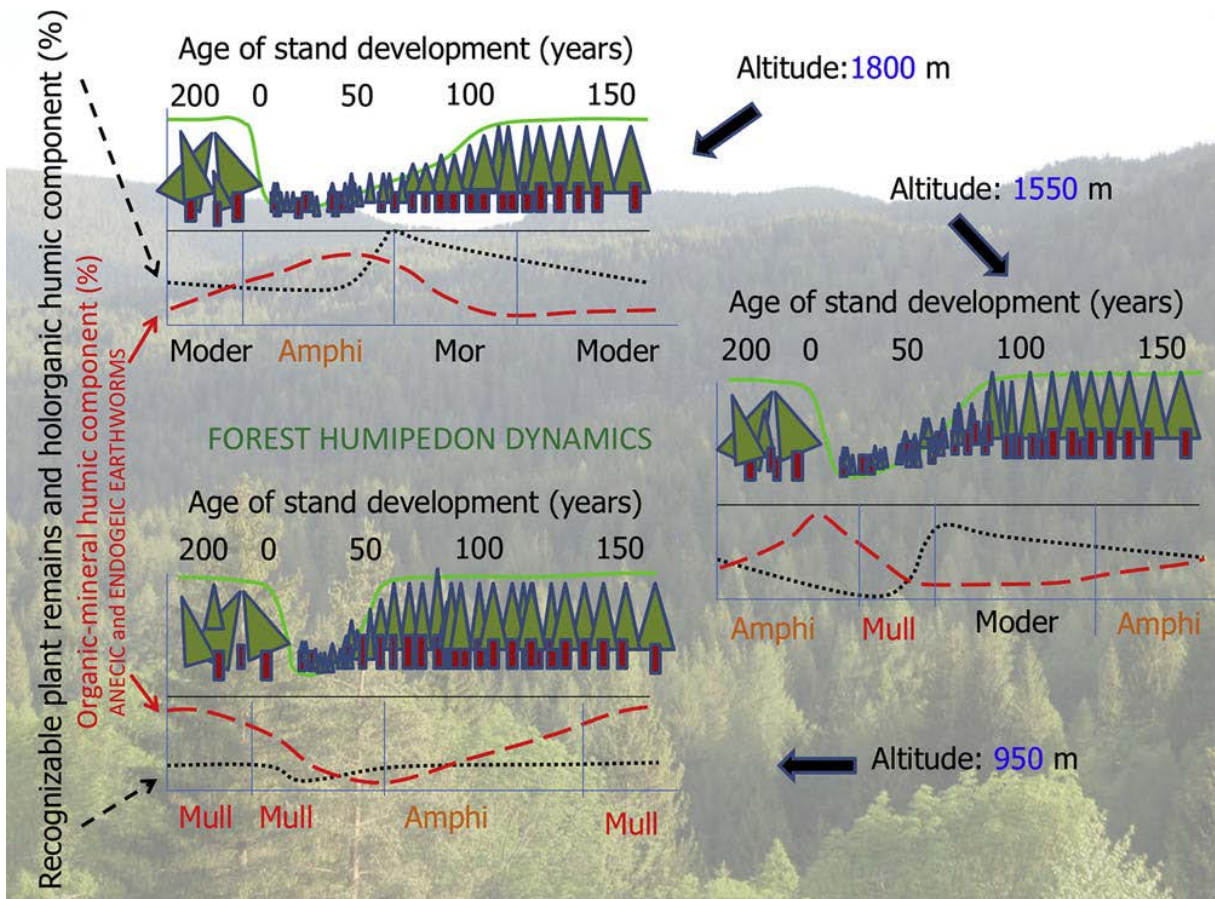 Recognizable plant remains and holorganic humic component (%)
Organic-mineral humic component (%)
ANECIC and ENDOGEIC EARTHWORMS
Age of stand development (years)
200 0 50 100 150
Moder Amphi Mor Moder
Altitude:1800 m
Altitude: 1550 m
Age of stand development (years)
200 0 50 100 150
Amphi Mull Moder Amphi
FOREST HUMIPEDON DYNAMICS
Age of stand development (years)
200 0 50 100 150
Mull Mull Amphi Mull
Altitude: 950 m